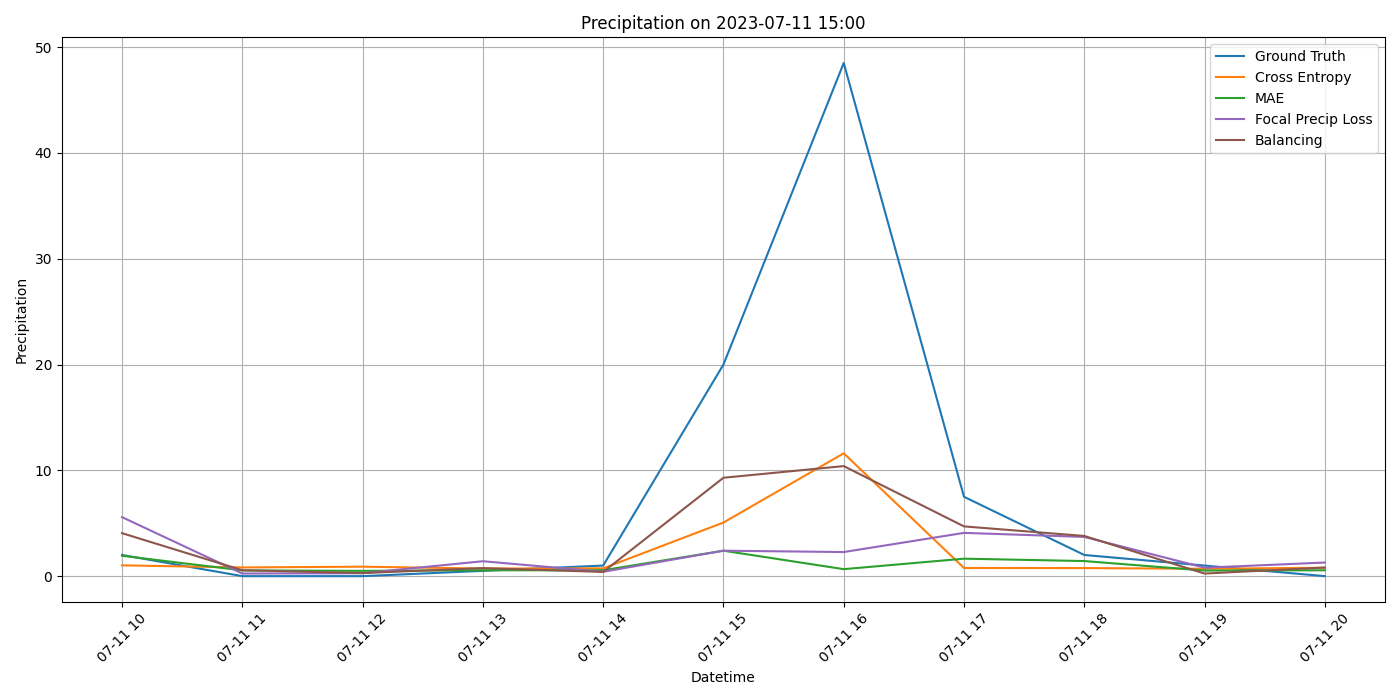 Precipitation on 2023-07-11 15:00
50
40
30
20
10
0
Precipitation
Ground Truth
Cross Entropy
MAE
Focal Precip Loss
Balancing
07-11 10
07-11 11
07-11 12
07-11 13
07-11 14
07-11 15
07-11 16
07-11 17
07-11 18
07-11 19
07-11 20
Datetime